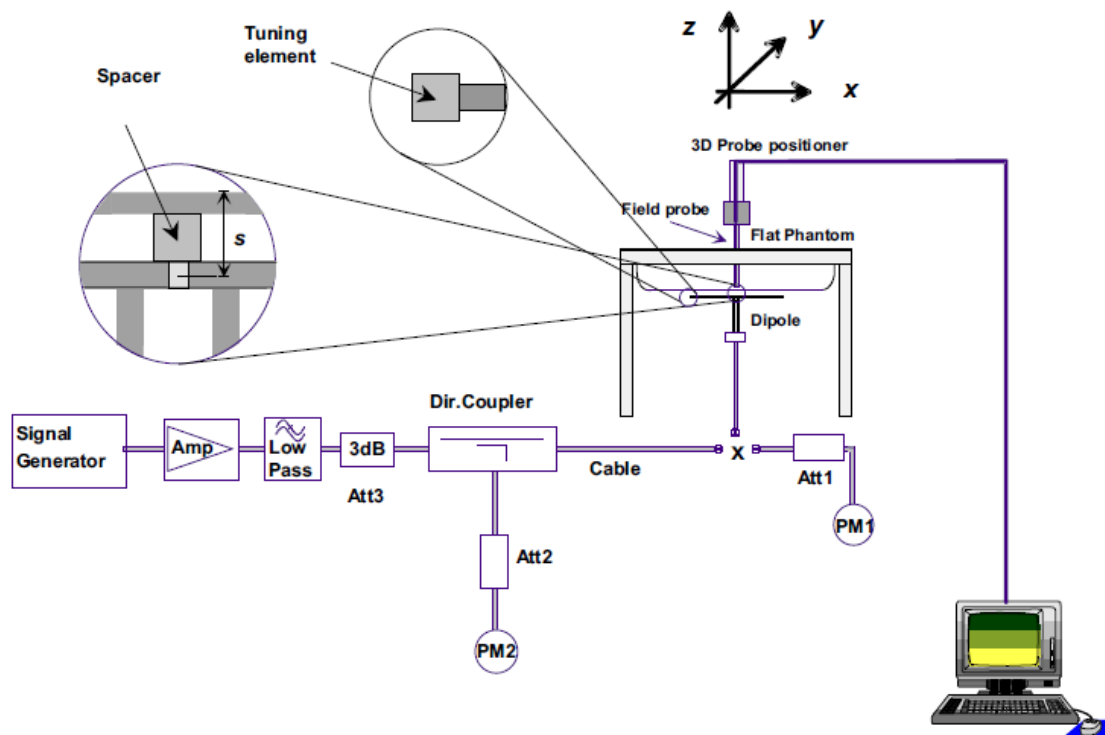 Tuning
element
Spacer
s
z
y
x
3D Probe positioner
Field probe
Flat Phantom
Dipole
Signal
Generator
Amp
Low
Pass
3dB
Att3
Dir.Coupler
Cable
x
Att1
PM1
Att2
PM2